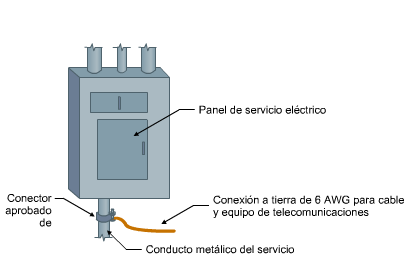 Panel de servicio eléctrico
Conector
aprobado
de
Conexión a tierra de 6 AWG para cable
y equipo de telecomunicaciones
Conducto metálico del servicio